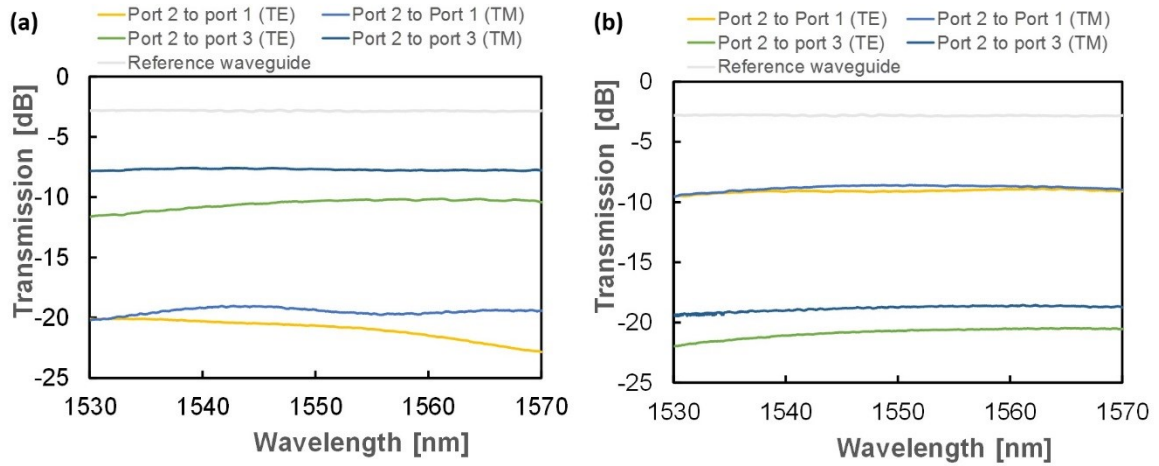 (a)
Port 2 to port 1 (TE) Port 2 to Port 1 (TM)
Port 2 to port 3 (TE) Port 2 to port 3 (TM)
Reference waveguide
Transmission [dB]
0
-5
-10
-15
-20
-25
1530 1540 1550 1560 1570
Wavelength [nm]
(b)
Port 2 to Port 1 (TE) Port 2 to Port 1 (TM)
Port 2 to port 3 (TE) Port 2 to port 3 (TM)
Reference waveguide
Transmission [dB]
0
-5
-10
-15
-20
-25
1530 1540 1550 1560 1570
Wavelength [nm]